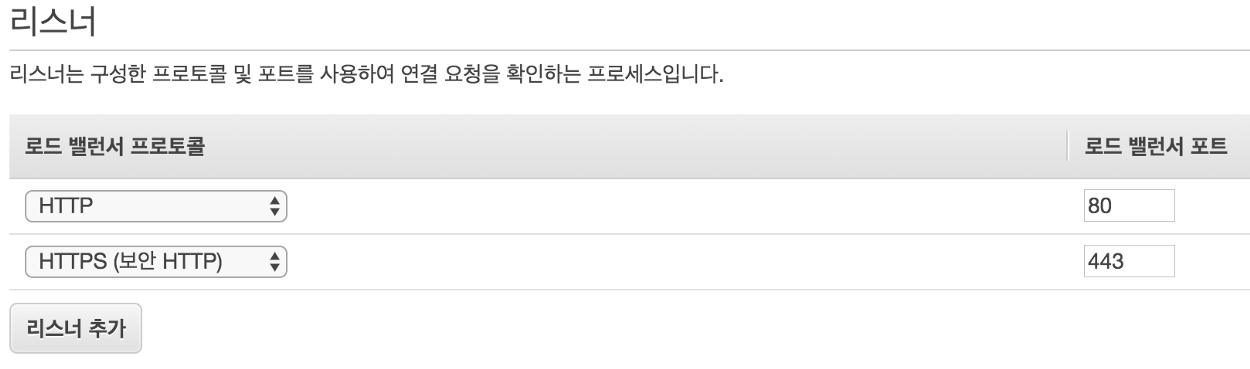 리스너
리스너는 구성한 프로토콜 및 포트를 사용하여 연결 요청을 확인하는 프로세스입니다.
로드 밸런서 프로토콜 로드 밸런서 포트
HTTP 80
HTTPS (보안 HTTP) 443
리스너 추가